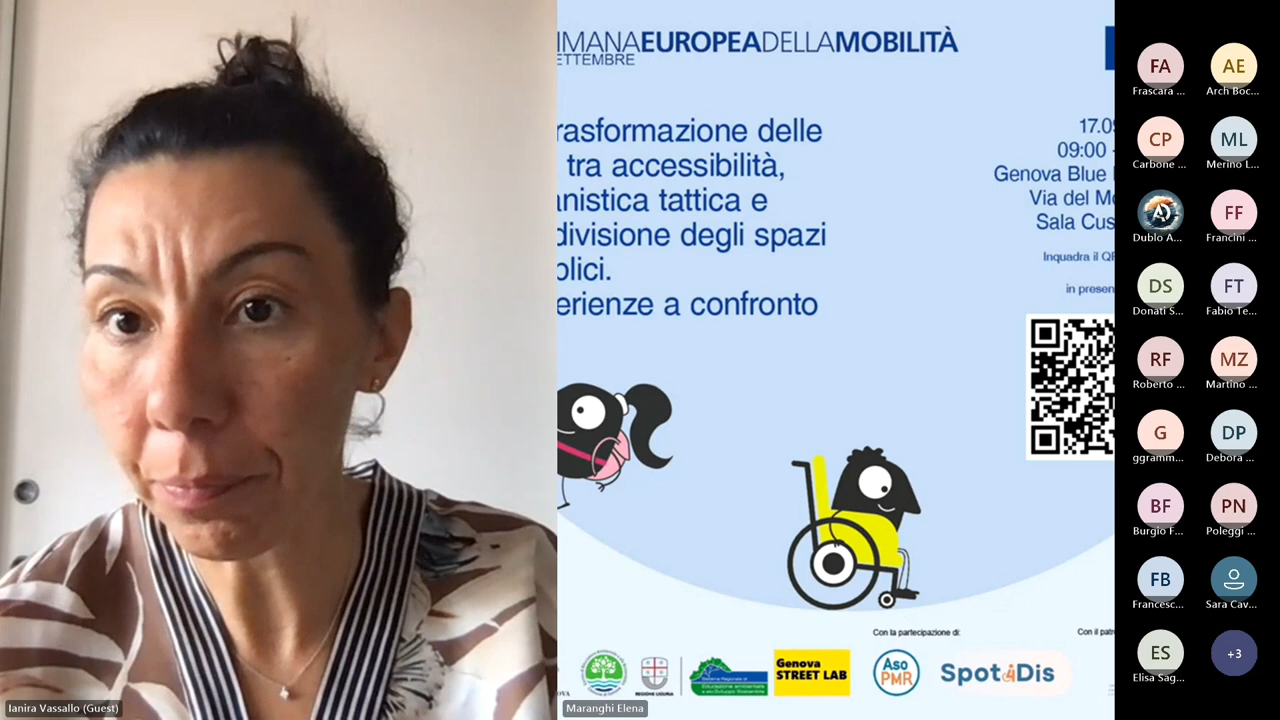 IMANAEUROPEADELLAMOBILITÀ
ETTEMBRE
rasformazione delle
tra accessibilità,
anistica tattica e
divisione degli spazi
blici.
erienze a confronto
17.09
09:00 -
Genova Blue
Via del Mo
Sala Cus
Inquadra il QR
in presen
Con la partecipazione di:
Con il patr
OVA
REGIONE LIGURIA
Genova
STREET LAB
Aso
PMR
Spot4Dis
Ianira Vassallo (Guest)
Maranghi Elena
FA
Frascara ...
AE
Arch Boc...
CP
Carbone ...
ML
Merino L...
AD
Dublo A...
FF
Francini ...
DS
Donati S...
FT
Fabio Te...
RF
Roberto ...
MZ
Martino ...
G
ggramm...
DP
Debora ...
BF
Burgio F...
PN
Poleggi ...
FB
Francesc...
Sara Cav...
ES
Elisa Sag...
+3